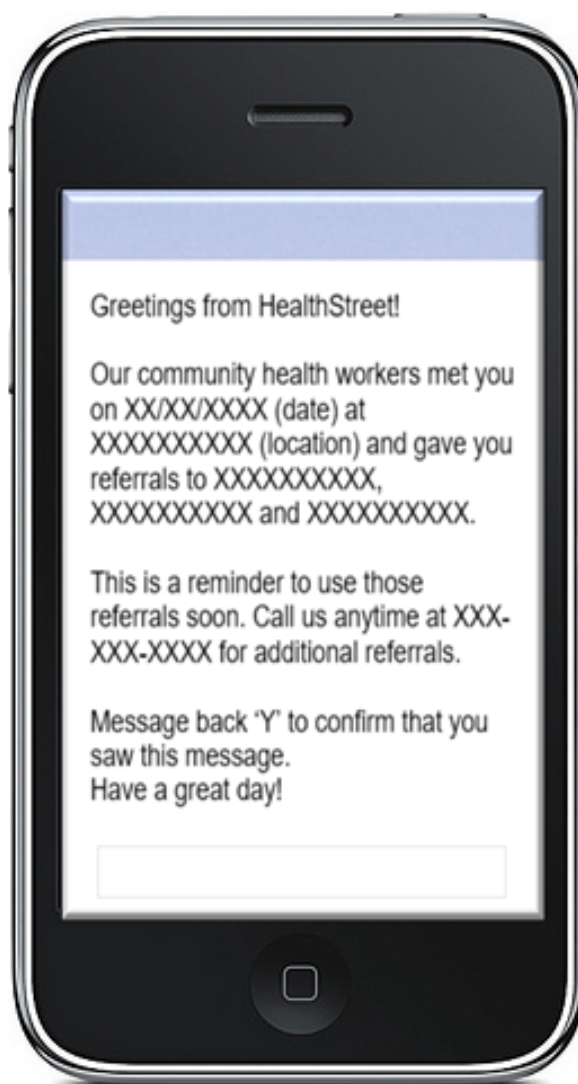 Greetings from HealthStreet!
Our community health workers met you
on XX/XX/XXXX (date) at
XXXXXXXXXX (location) and gave you
referrals to XXXXXXXXXX,
XXXXXXXXXX and XXXXXXXXXX.
This is a reminder to use those
referrals soon. Call us anytime at XXX-
XXX-XXXX for additional referrals.
Message back ‘Y’ to confirm that you
saw this message.
Have a great day!